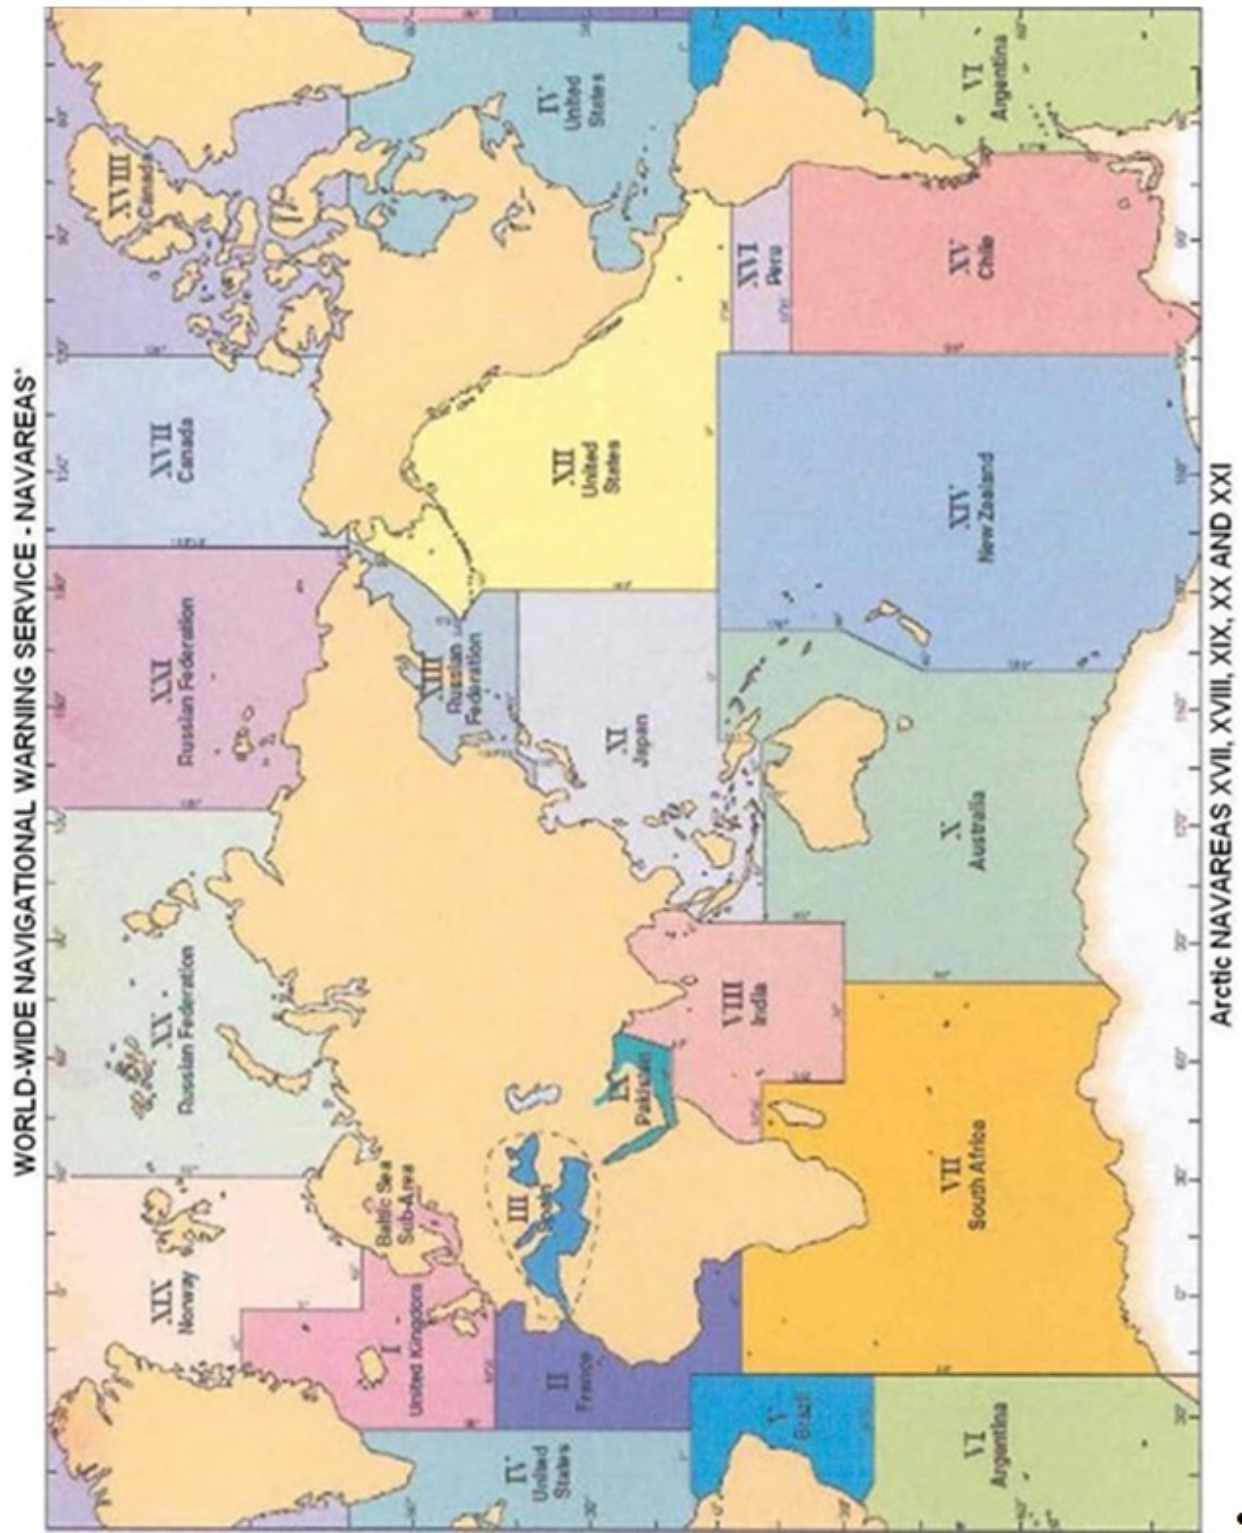 WORLD-WIDE NAVIGATIONAL WARNING SERVICE - NAVAREAS*
XIX
Norway
XX
Russian Federation
XXI
Russian Federation
XVII
Canada
XVIII
Canada
I
United Kingdom
Baltic Sea
Sub-Area
II
France
III
Spain
IV
United
States
IV
United
States
V
Brazil
VI
Argentina
VI
Argentina
VII
South Africa
VIII
India
IX
Pakistan
X
Australia
XI
Japan
XII
United
States
XIII
Russian
Federation
XIV
New Zealand
XV
Chile
XVI
Peru
Arctic NAVAREAS XVII, XVIII, XIX, XX AND XXI